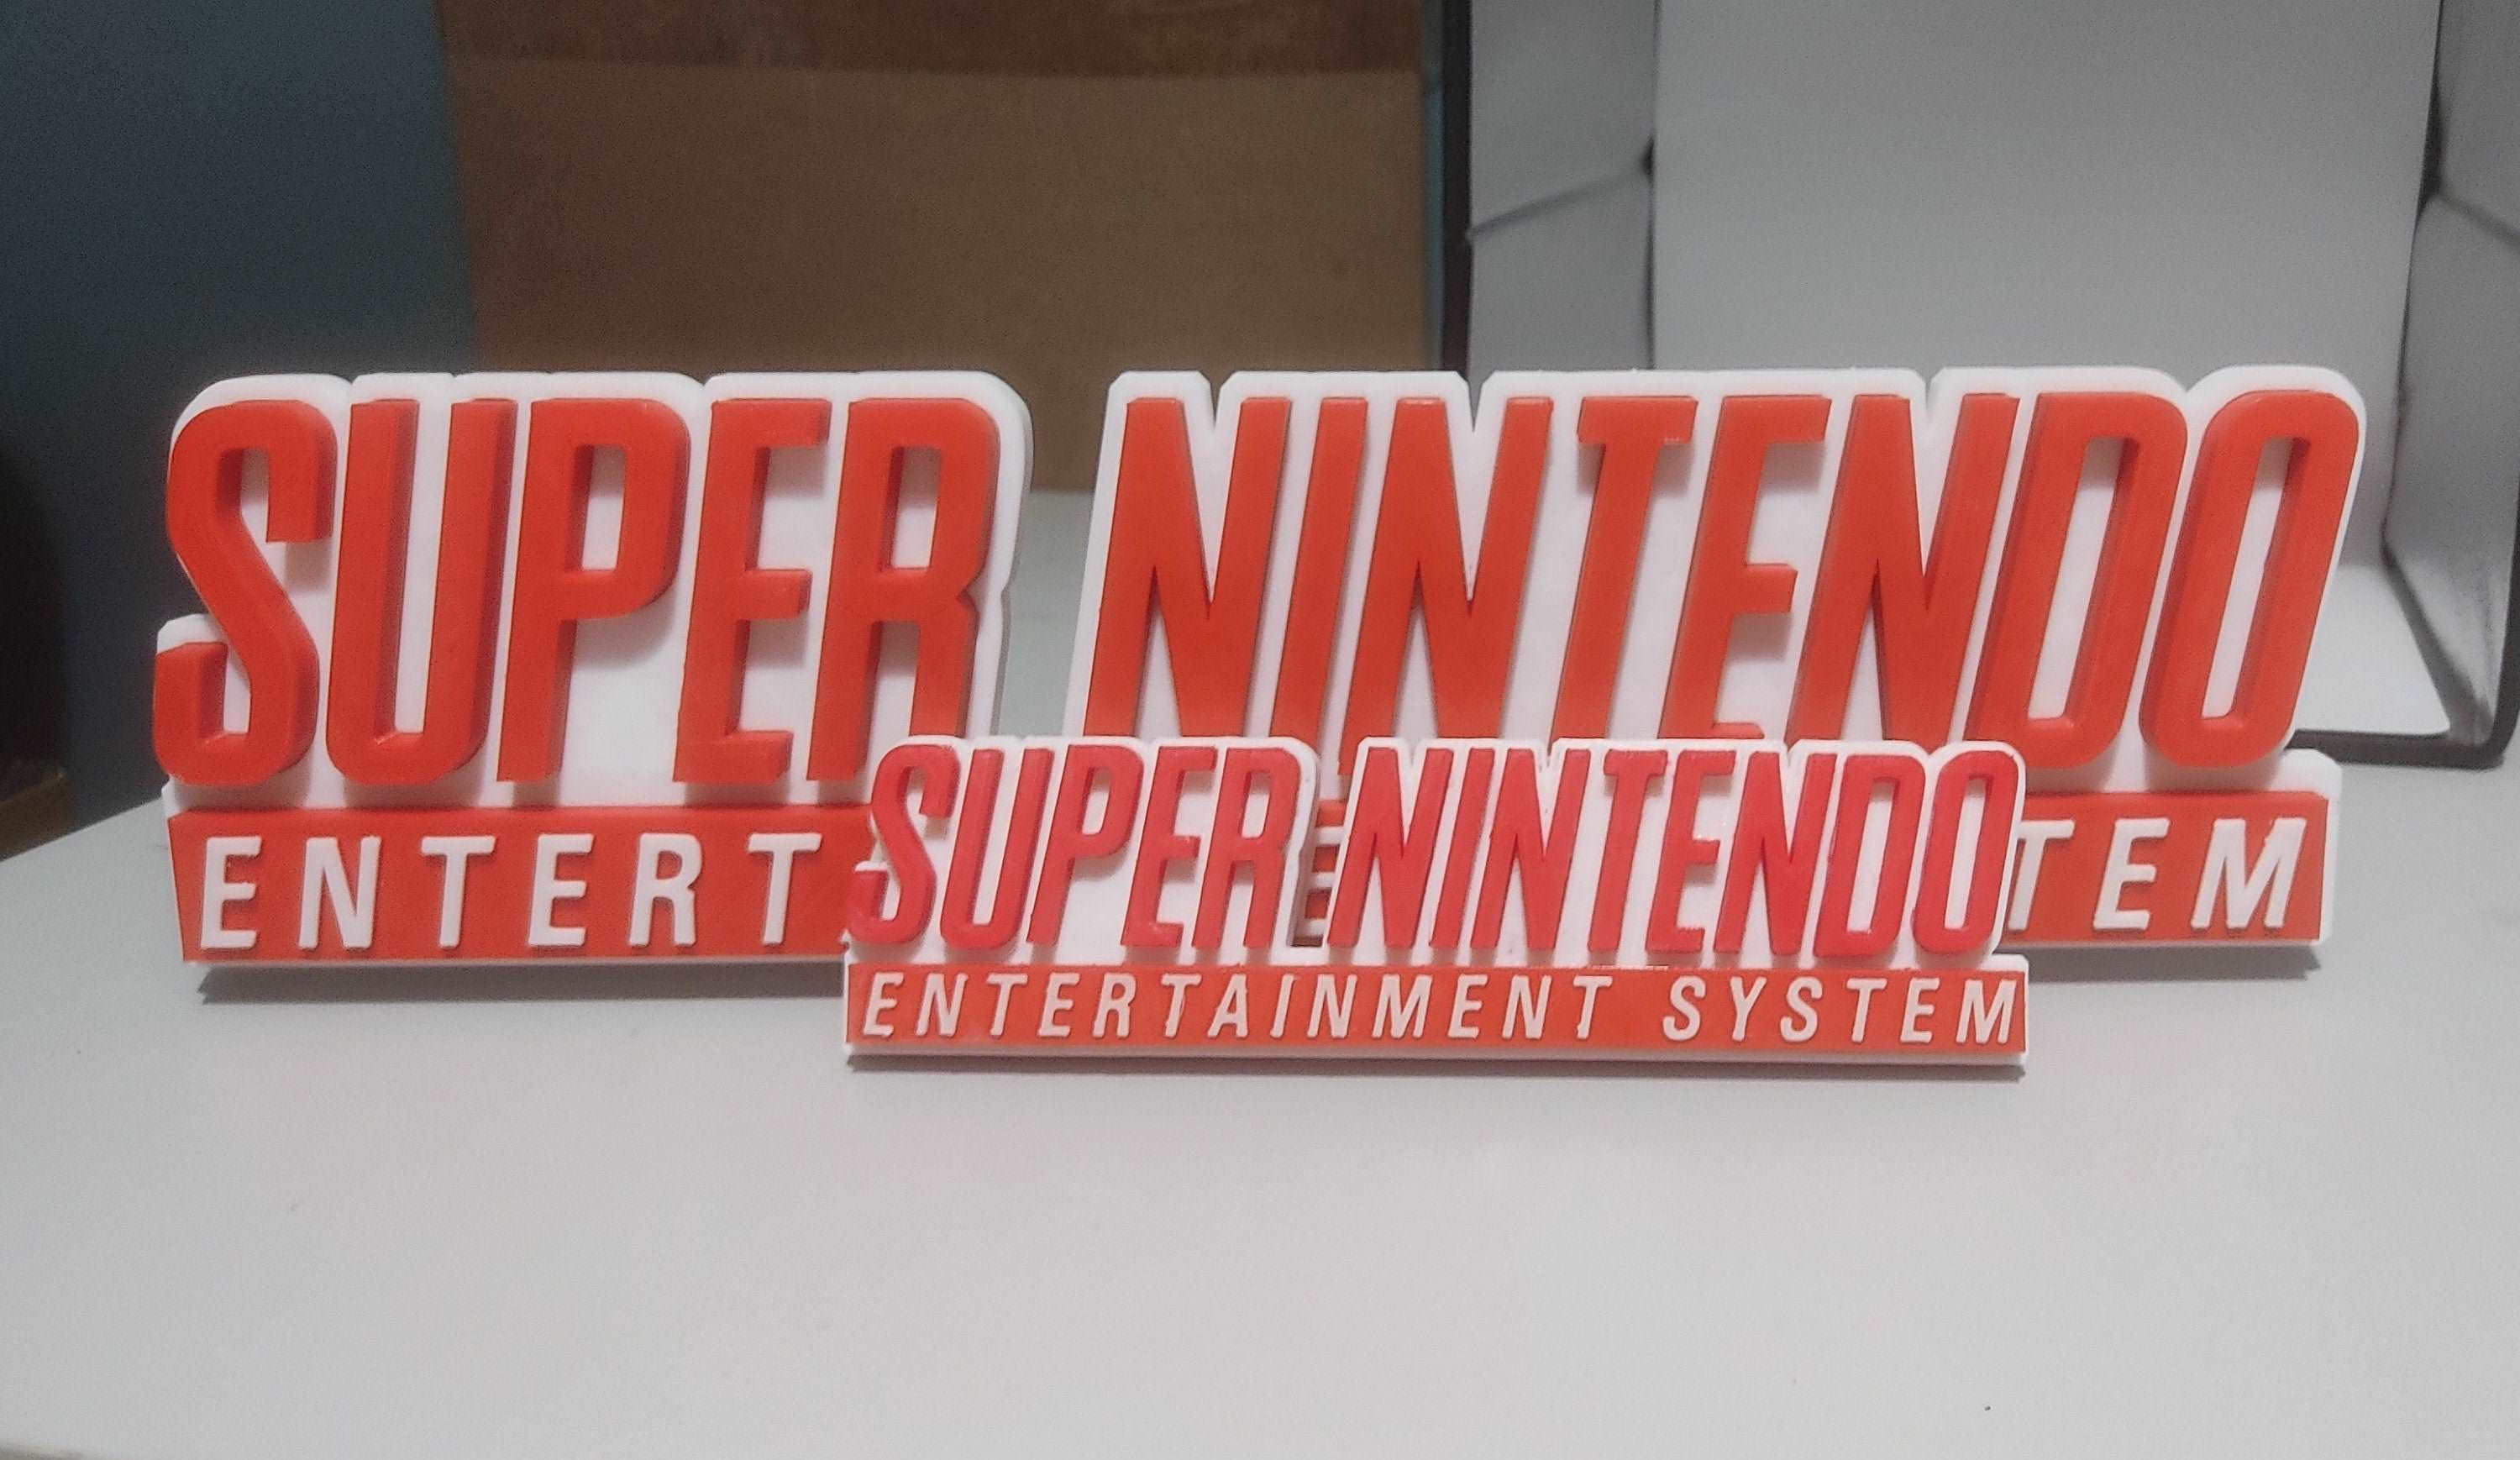 SUPER NINTENDO
ENTERT TEM
SUPER NINTENDO
ENTERTAINMENT SYSTEM